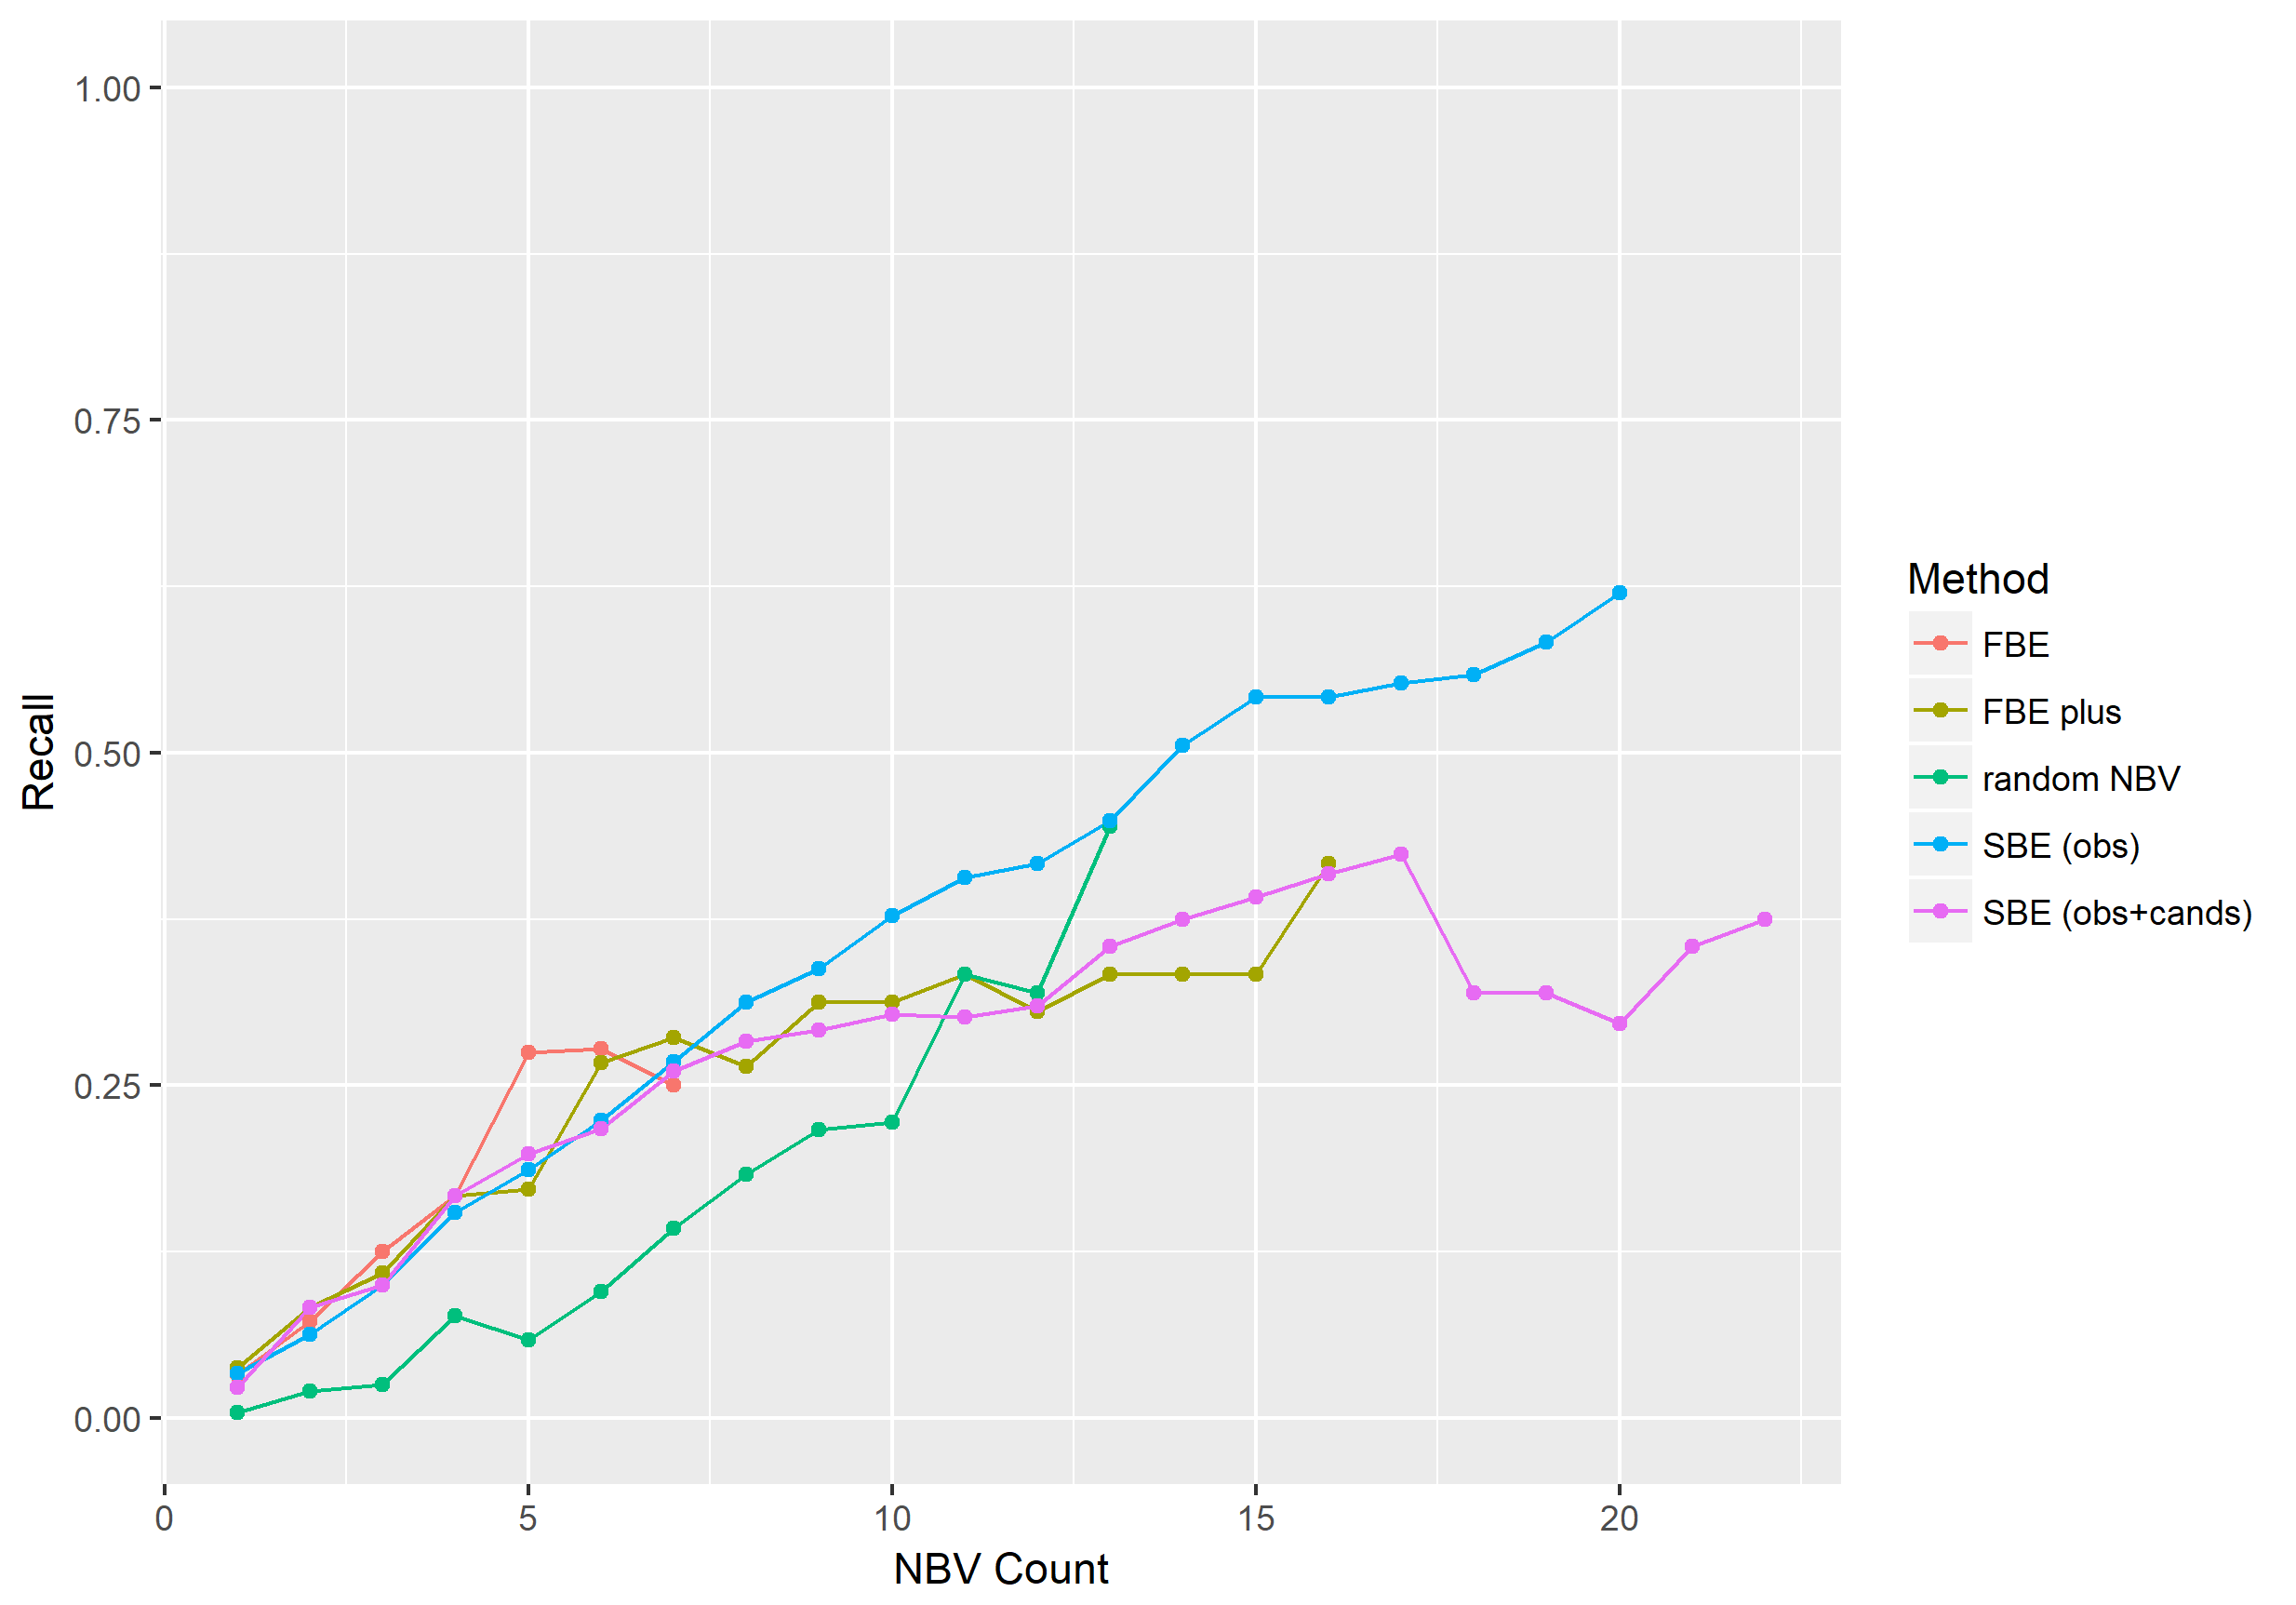 1.00
0.75
0.50
0.25
0.00
Recall
0 5 10 15 20
NBV Count
Method
FBE
FBE plus
random NBV
SBE (obs)
SBE (obs+cands)